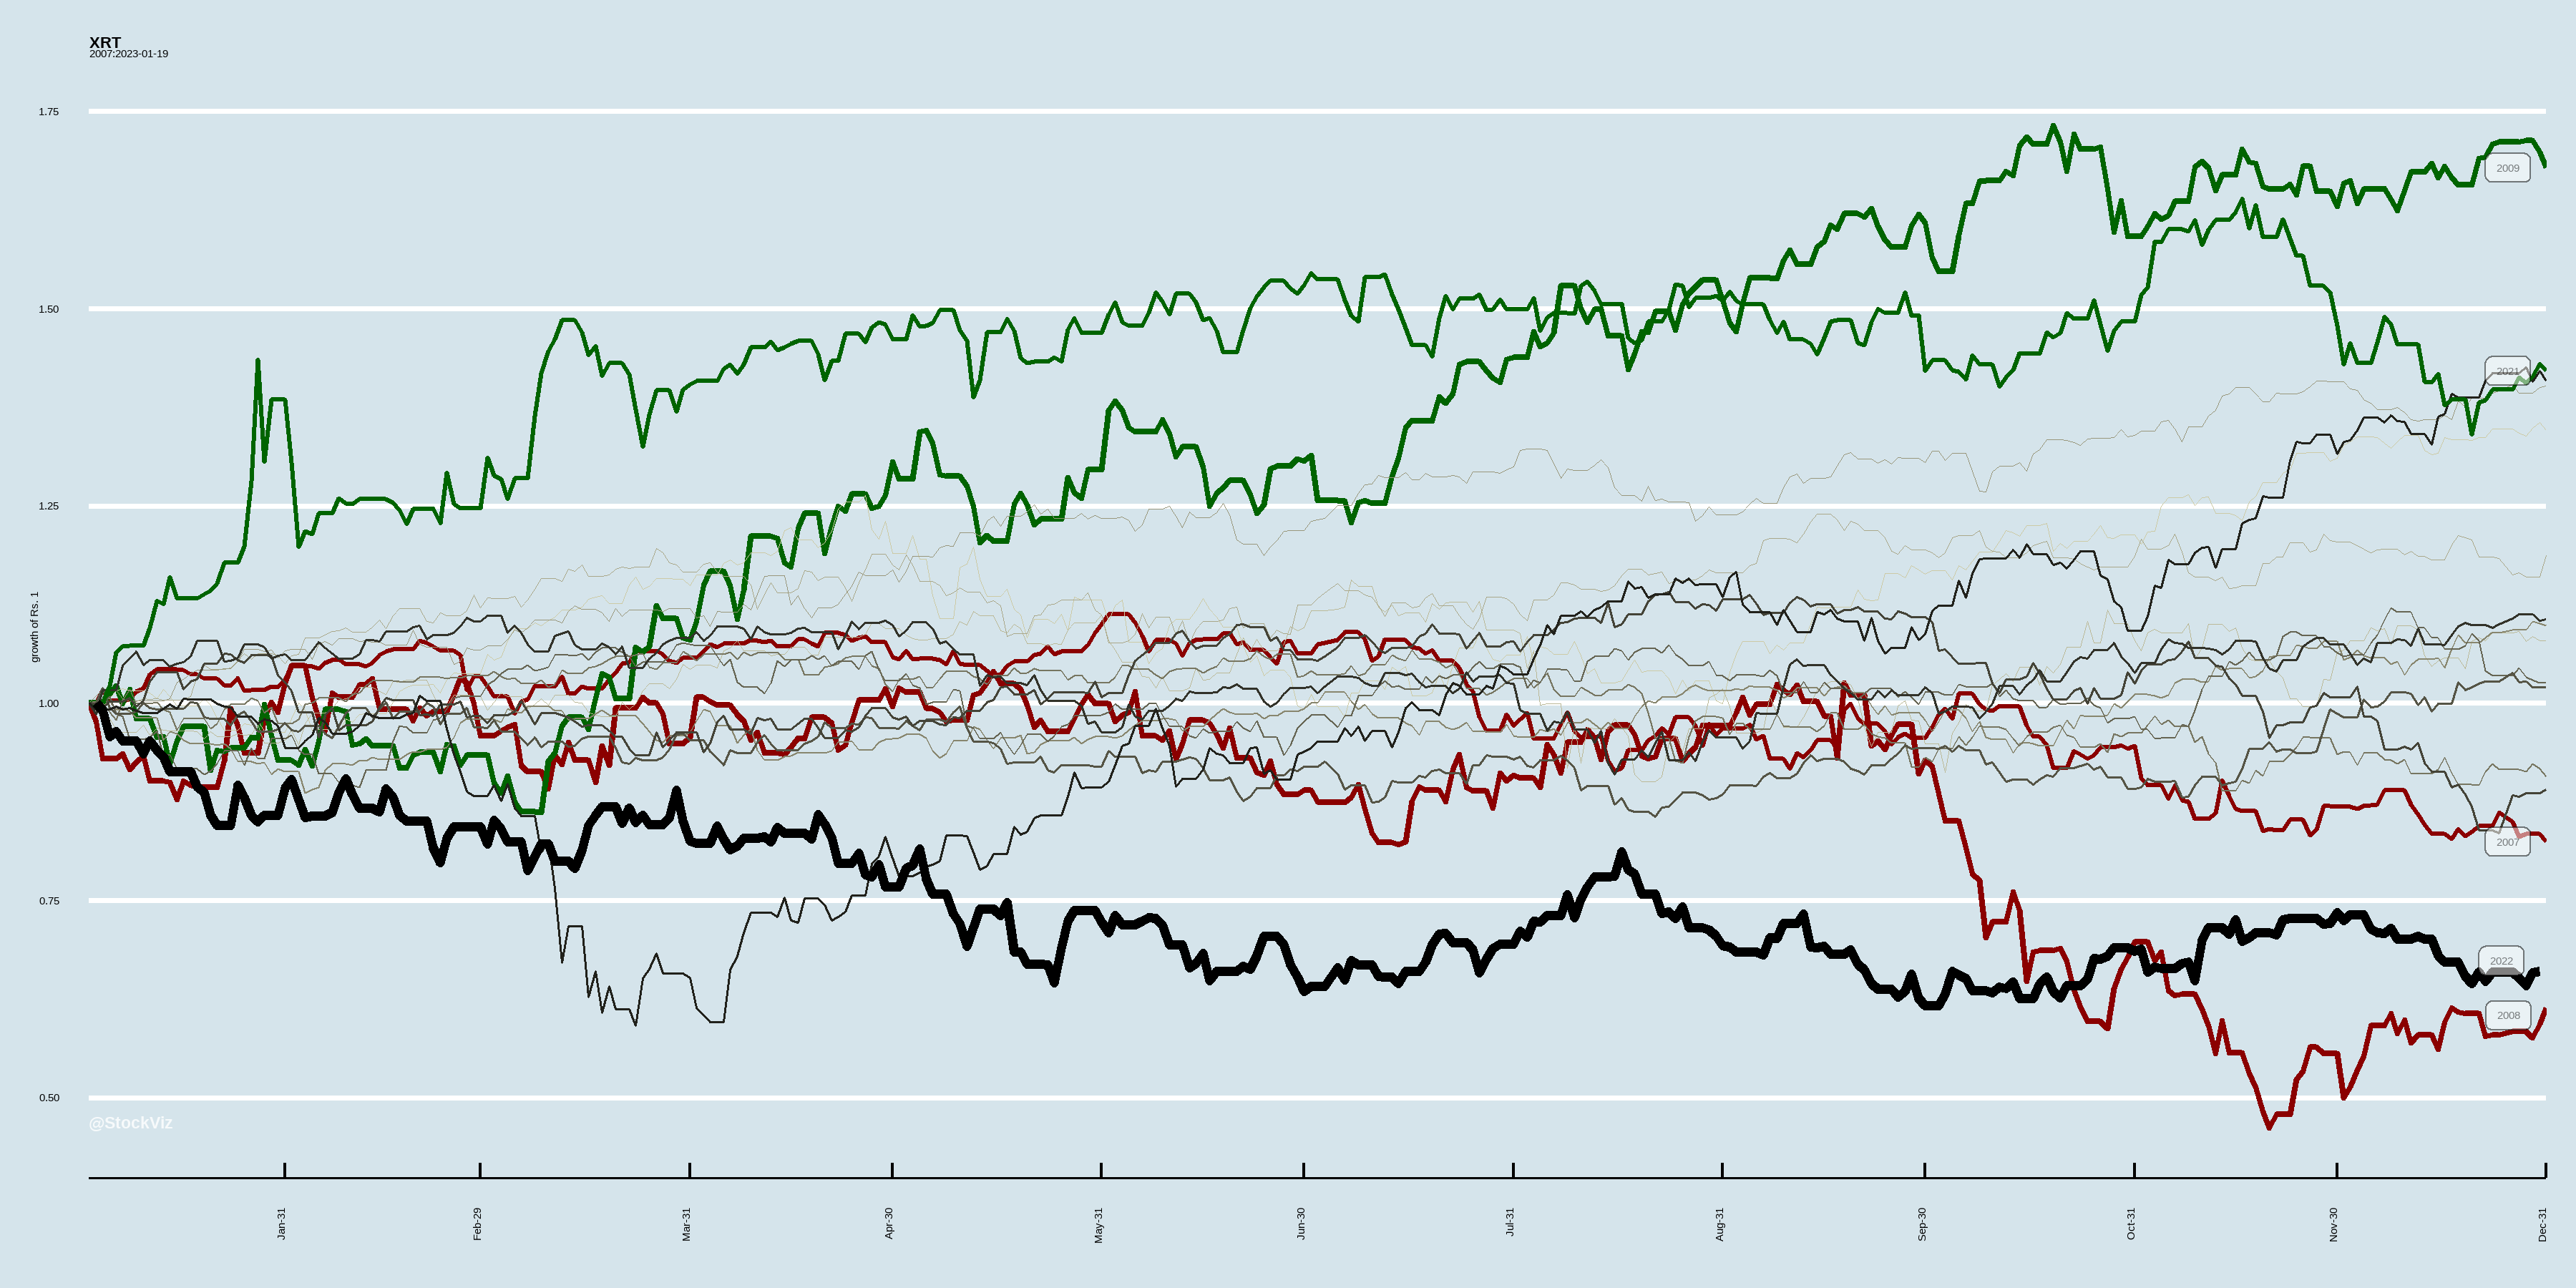 XRT
2007:2023-01-19
growth of Rs. 1
1.75
1.50
1.25
1.00
0.75
0.50
2009
2021
2007
2022
2008
@StockViz
Jan-31
Feb-29
Mar-31
Apr-30
May-31
Jun-30
Jul-31
Aug-31
Sep-30
Oct-31
Nov-30
Dec-31